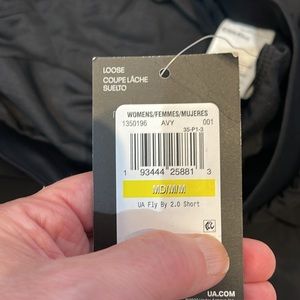 LOOSE
COUPE LÂCHE
SUELTO
WOMENS/FEMMES/MUJERES
1350196 AVY 001
35-P1-3
1 93444 25881 3
MD/M/M
UA Fly By 2.0 Short
UA.COM